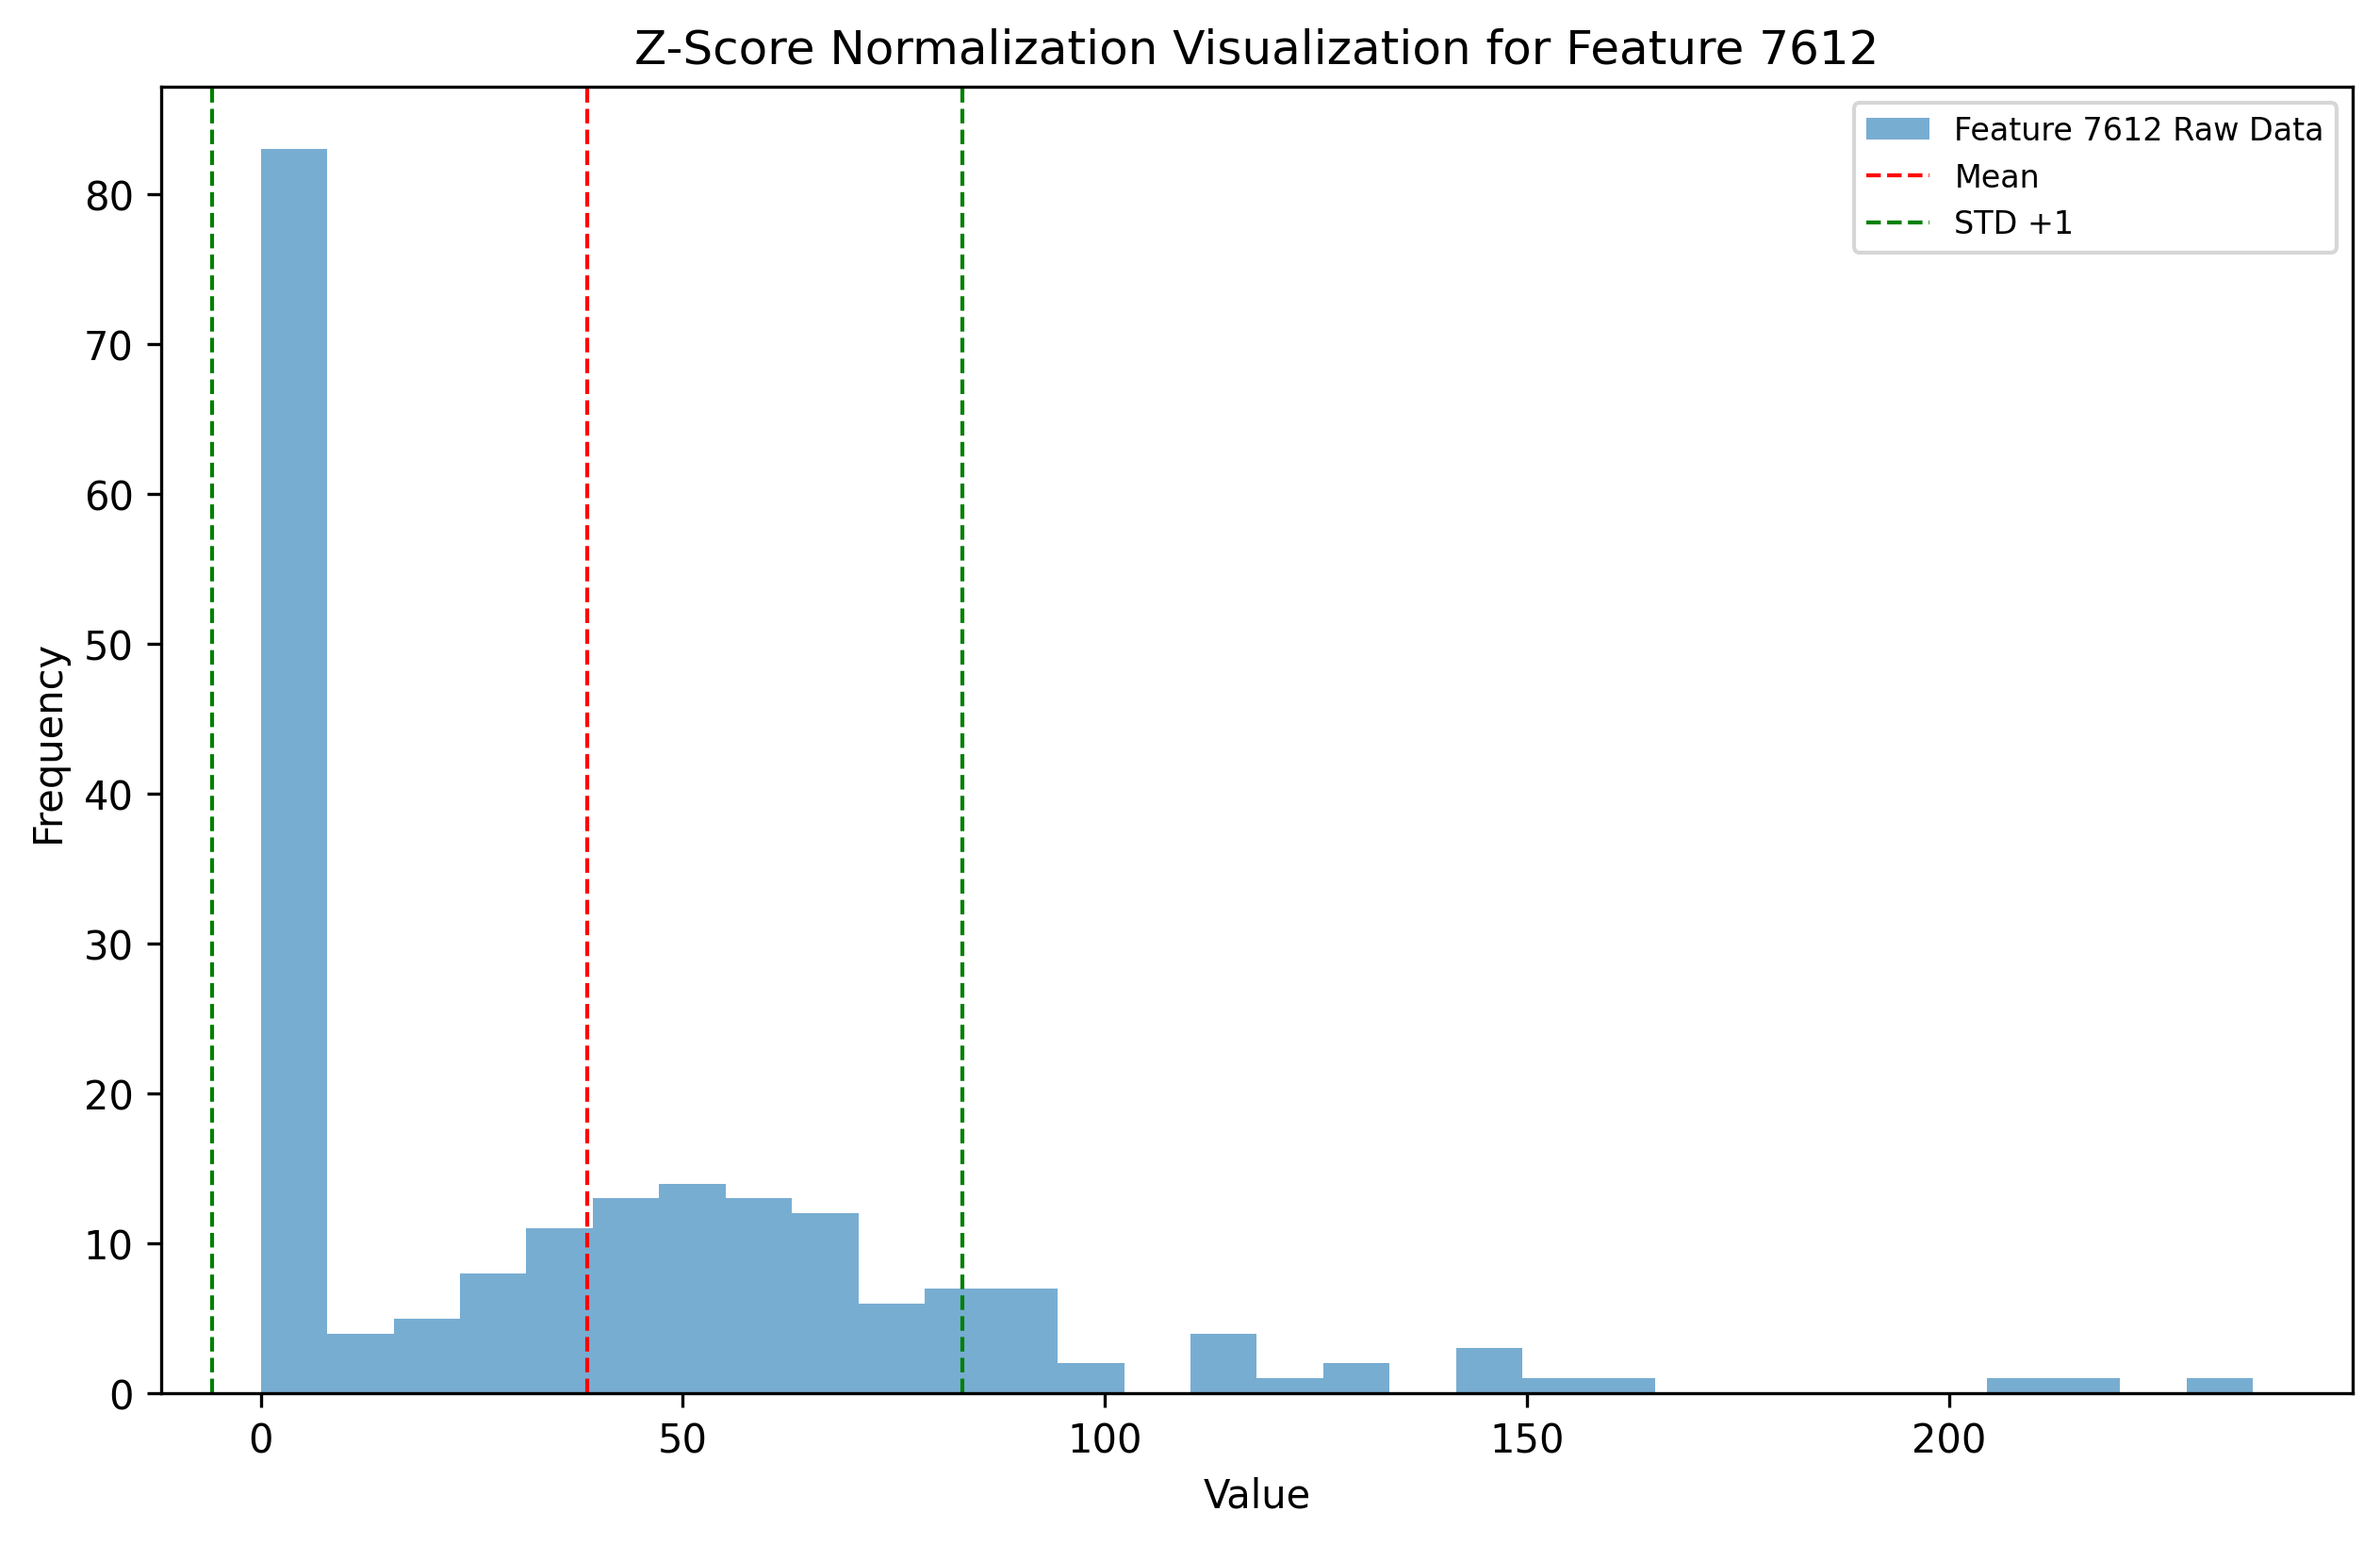 Z-Score Normalization Visualization for Feature 7612
Feature 7612 Raw Data
Mean
STD +1
80
70
60
50
40
30
20
10
0
Frequency
0 50 100 150 200
Value